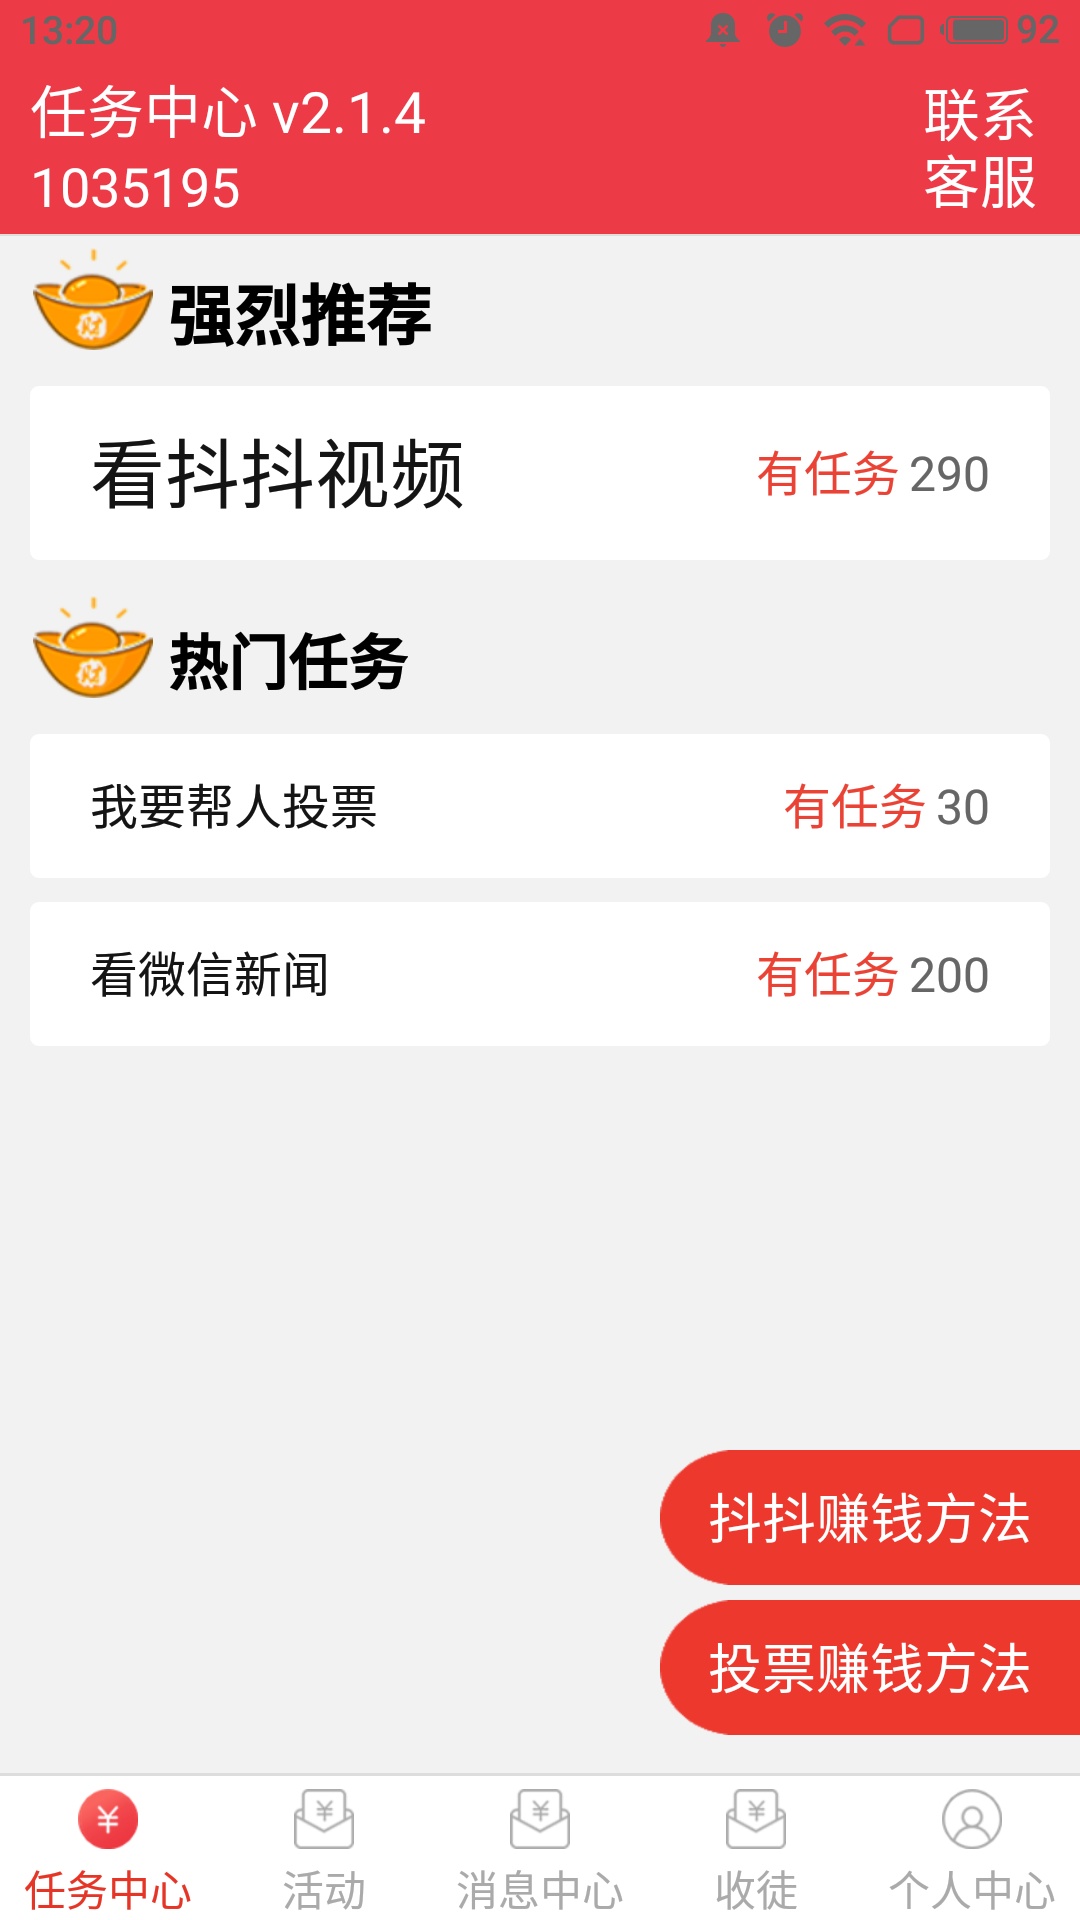 13:20
92
任务中心 v2.1.4
1035195
联系
客服
强烈推荐
看抖抖视频
有任务 290
热门任务
我要帮人投票
有任务 30
看微信新闻
有任务 200
抖抖赚钱方法
投票赚钱方法
¥ ¥ ¥ ¥
任务中心 活动 消息中心 收徒 个人中心